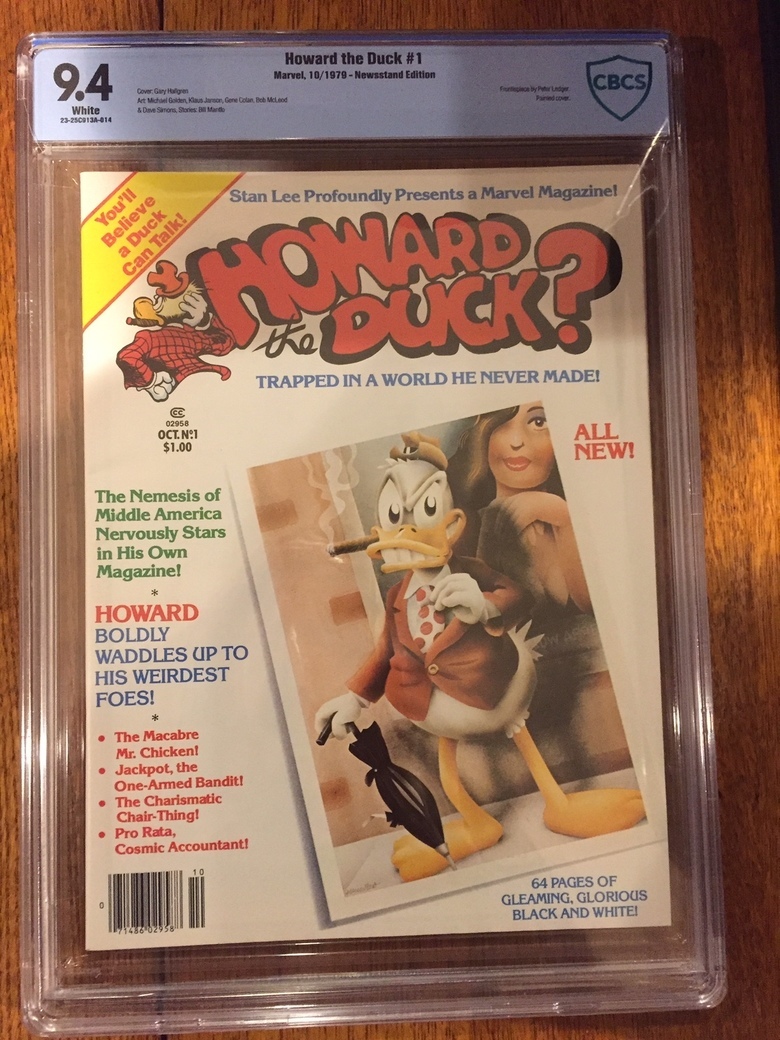 Howard the Duck #1
Marvel, 10/1979 - Newsstand Edition
9.4
White
23-25C913A-014
Cover: Gary Hallgren
Art: Michael Golden, Klaus Janson, Gene Colan, Bob McLeod
& Dave Simons, Stories: Bill Mantlo
Frontispiece by Peter Ledger.
Painted cover.
CBCS
You'll
Believe
a Duck
Can Talk!
Stan Lee Profoundly Presents a Marvel Magazine!
HOWARD
the DUCK?
TRAPPED IN A WORLD HE NEVER MADE!
CC
02958
OCT. Nº1
$1.00
ALL
NEW!
The Nemesis of
Middle America
Nervously Stars
in His Own
Magazine!
*
HOWARD
BOLDLY
WADDLES UP TO
HIS WEIRDEST
FOES!
*
• The Macabre
Mr. Chicken!
• Jackpot, the
One-Armed Bandit!
• The Charismatic
Chair-Thing!
• Pro Rata,
Cosmic Accountant!
10
0
71486 02958
64 PAGES OF
GLEAMING, GLORIOUS
BLACK AND WHITE!